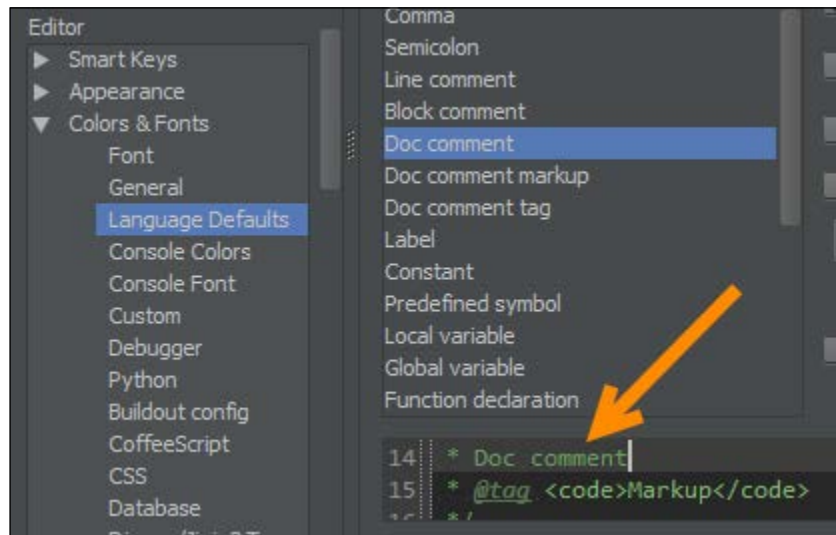 Editor
Smart Keys
Appearance
Colors & Fonts
Font
General
Language Defaults
Console Colors
Console Font
Custom
Debugger
Python
Buildout config
CoffeeScript
CSS
Database
Comma
Semicolon
Line comment
Block comment
Doc comment
Doc comment markup
Doc comment tag
Label
Constant
Predefined symbol
Local variable
Global variable
Function declaration
14 * Doc comment
15 * @tag <code>Markup</code>
16 */